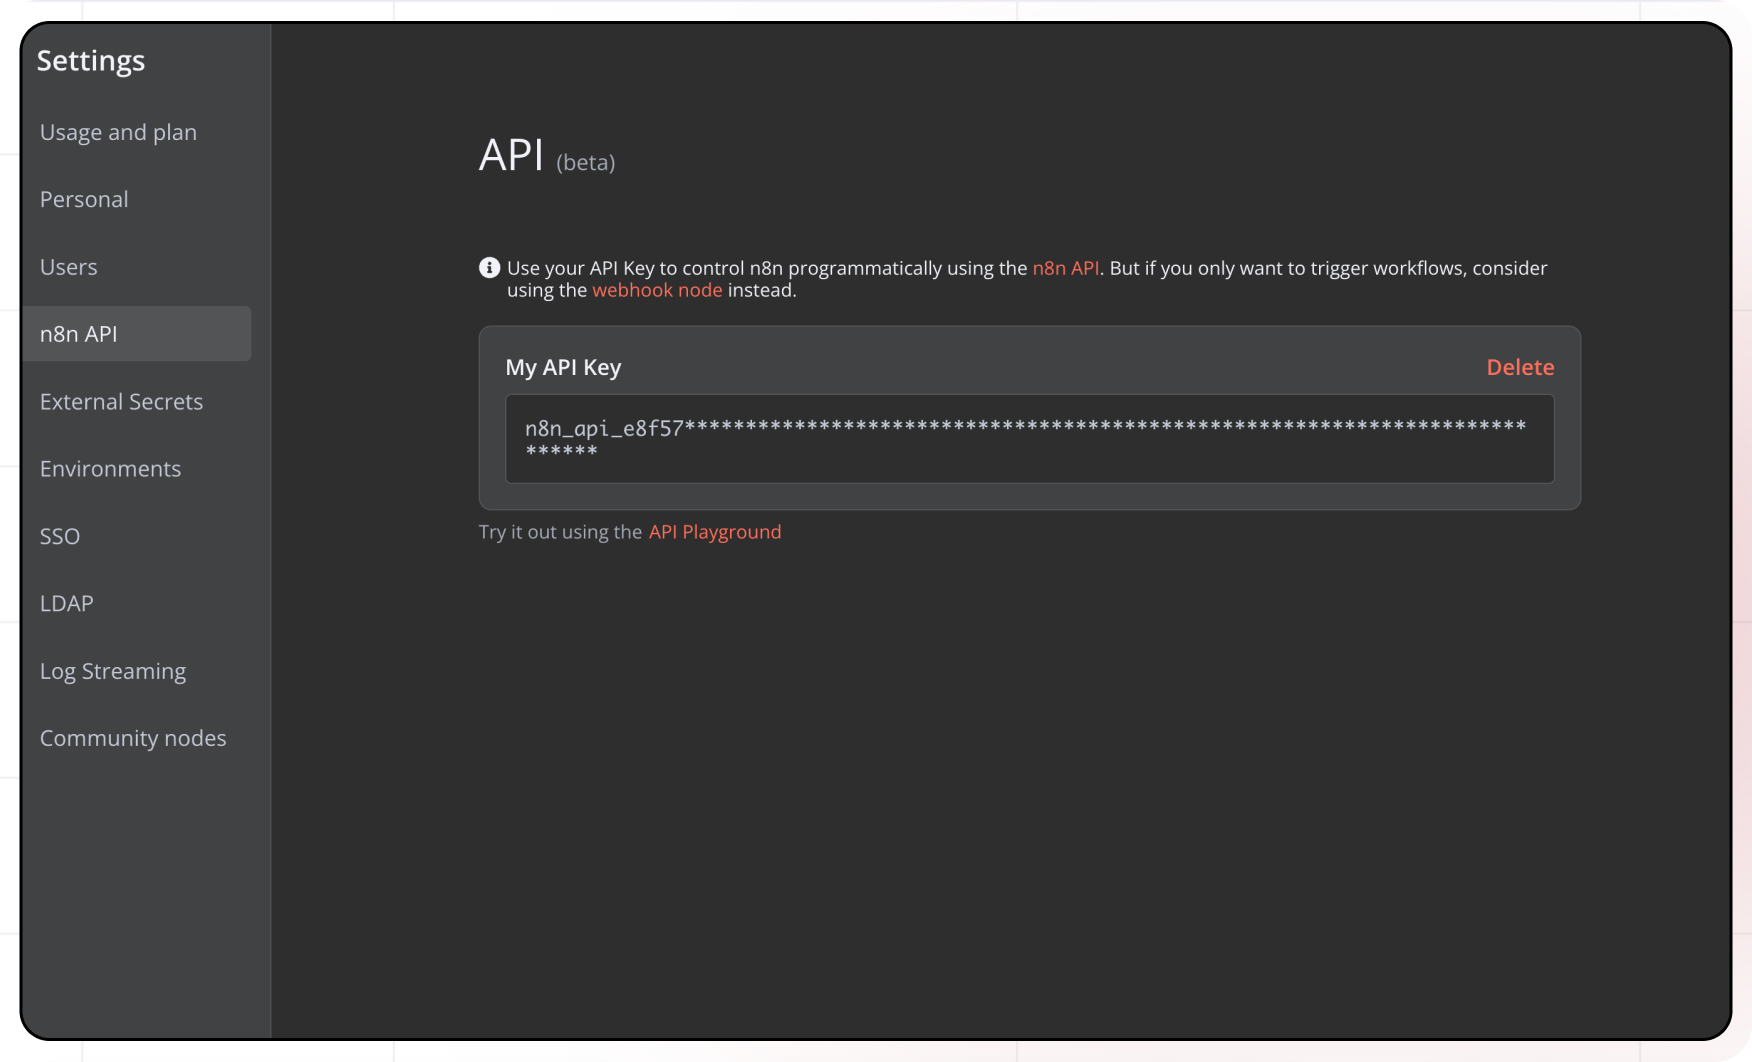 Settings
Usage and plan
Personal
Users
n8n API
External Secrets
Environments
SSO
LDAP
Log Streaming
Community nodes
API (beta)
Use your API Key to control n8n programmatically using the n8n API. But if you only want to trigger workflows, consider
using the webhook node instead.
My API Key
Delete
n8n_api_e8f57*********************************************************************
******
Try it out using the API Playground